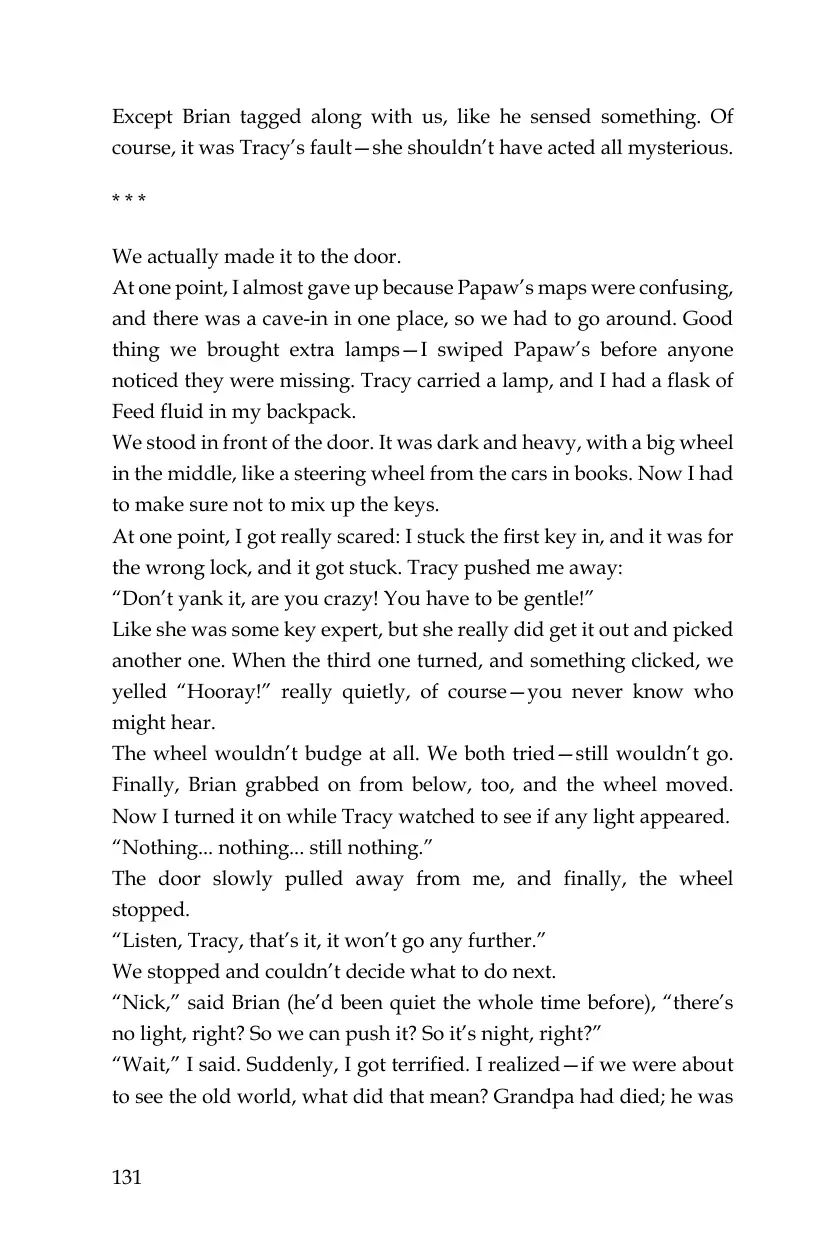 Except Brian tagged along with us, like he sensed something. Of
course, it was Tracy’s fault—she shouldn’t have acted all mysterious.
* * *
We actually made it to the door.
At one point, I almost gave up because Papaw’s maps were confusing,
and there was a cave-in in one place, so we had to go around. Good
thing we brought extra lamps—I swiped Papaw’s before anyone
noticed they were missing. Tracy carried a lamp, and I had a flask of
Feed fluid in my backpack.
We stood in front of the door. It was dark and heavy, with a big wheel
in the middle, like a steering wheel from the cars in books. Now I had
to make sure not to mix up the keys.
At one point, I got really scared: I stuck the first key in, and it was for
the wrong lock, and it got stuck. Tracy pushed me away:
“Don’t yank it, are you crazy! You have to be gentle!”
Like she was some key expert, but she really did get it out and picked
another one. When the third one turned, and something clicked, we
yelled “Hooray!” really quietly, of course—you never know who
might hear.
The wheel wouldn’t budge at all. We both tried—still wouldn’t go.
Finally, Brian grabbed on from below, too, and the wheel moved.
Now I turned it on while Tracy watched to see if any light appeared.
“Nothing... nothing... still nothing.”
The door slowly pulled away from me, and finally, the wheel
stopped.
“Listen, Tracy, that’s it, it won’t go any further.”
We stopped and couldn’t decide what to do next.
“Nick,” said Brian (he’d been quiet the whole time before), “there’s
no light, right? So we can push it? So it’s night, right?”
“Wait,” I said. Suddenly, I got terrified. I realized—if we were about
to see the old world, what did that mean? Grandpa had died; he was
131